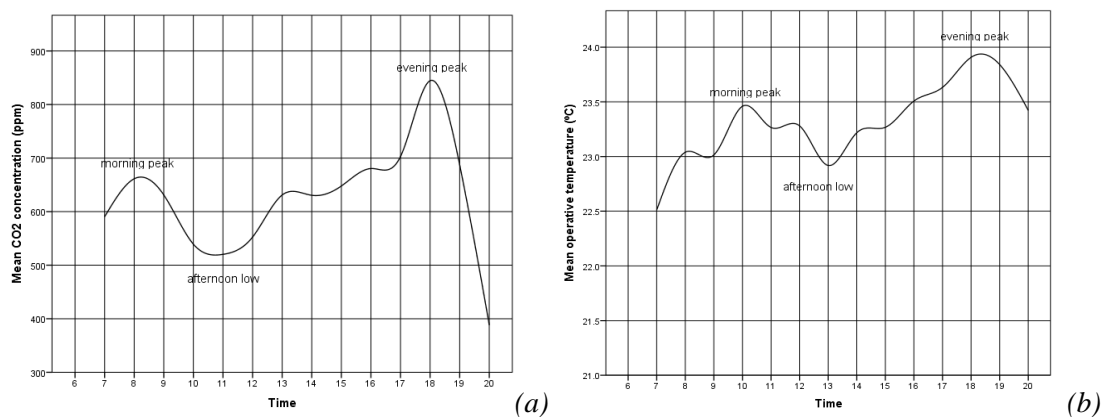 Mean CO2 concentration (ppm)
900
800
700
600
500
400
300
morning peak
afternoon low
evening peak
6 7 8 9 10 11 12 13 14 15 16 17 18 19 20
Time
(a)
Mean operative temperature (ºC)
24.0
23.5
23.0
22.5
22.0
21.5
21.0
morning peak
afternoon low
evening peak
6 7 8 9 10 11 12 13 14 15 16 17 18 19 20
Time
(b)